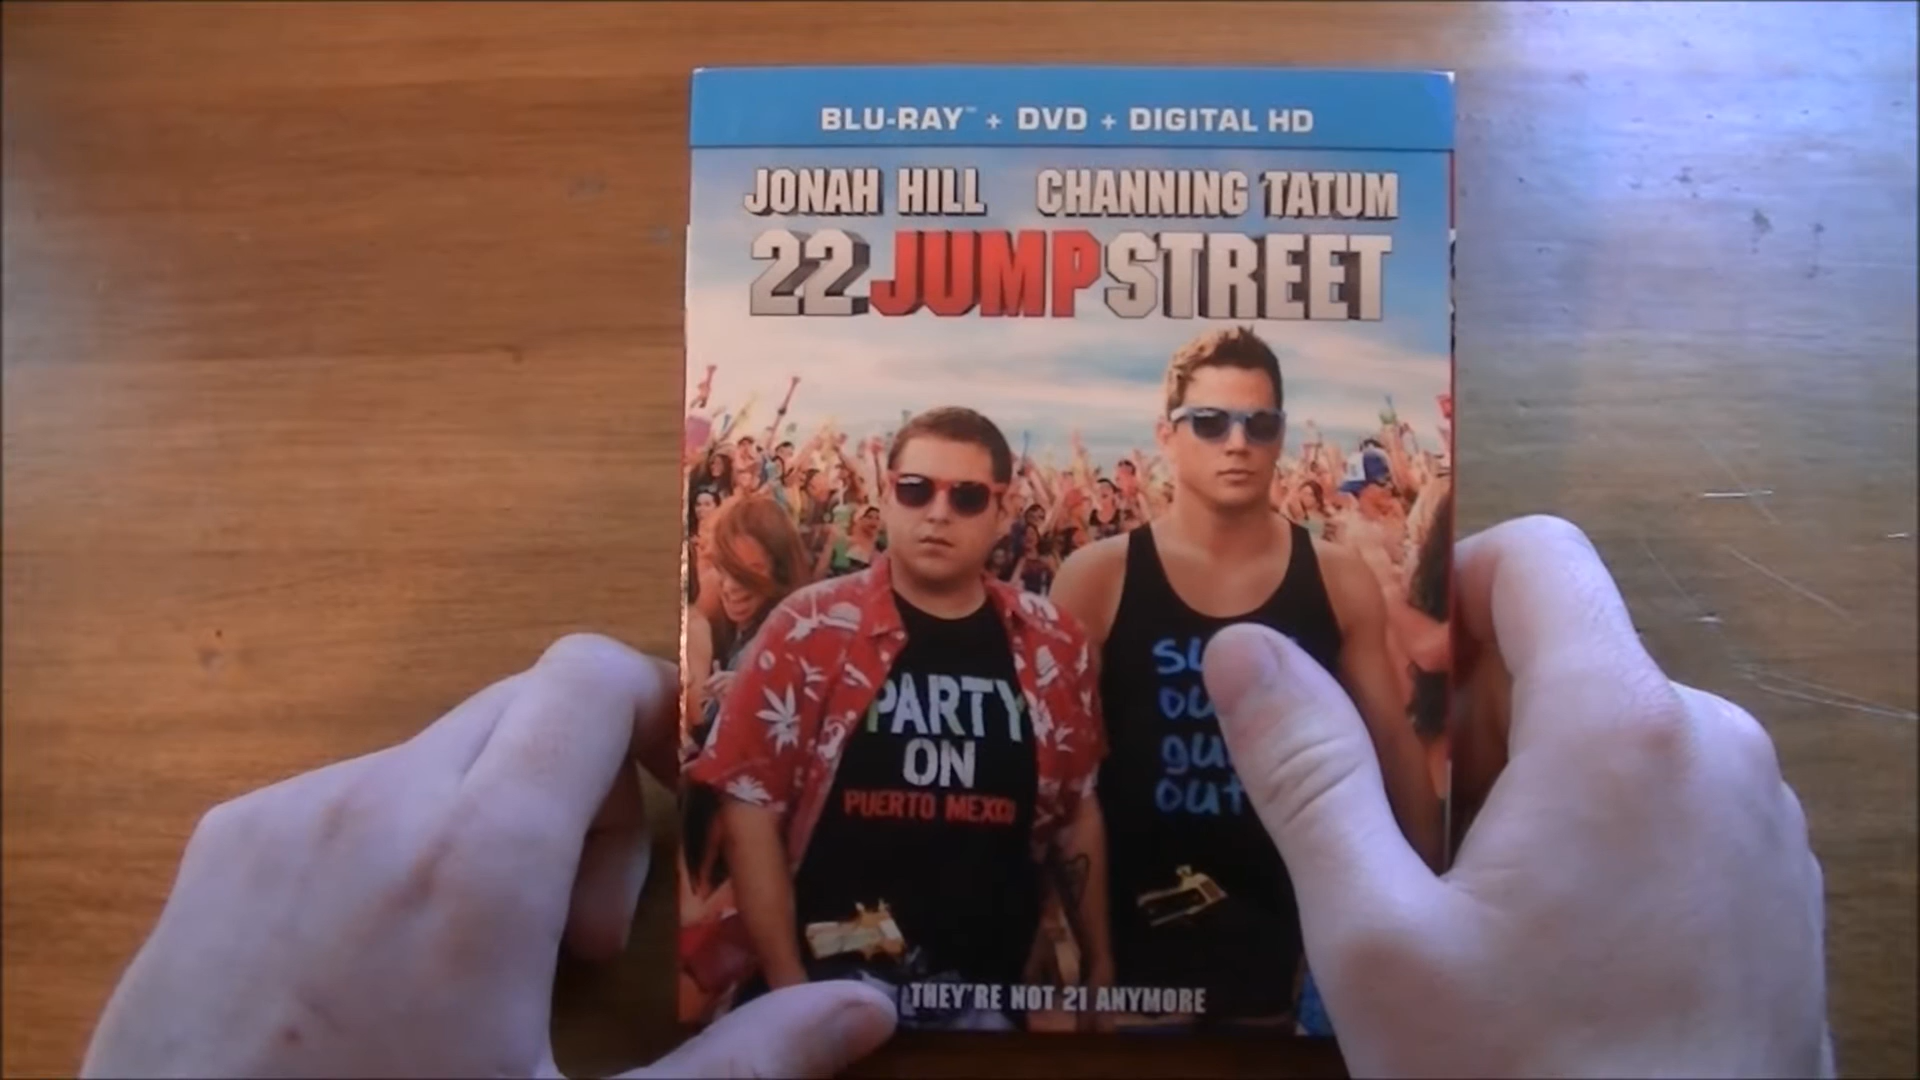 BLU-RAY™ + DVD + DIGITAL HD
JONAH HILL CHANNING TATUM
22 JUMP STREET
PARTY
ON
PUERTO MEXICO
out
THEY'RE NOT 21 ANYMORE